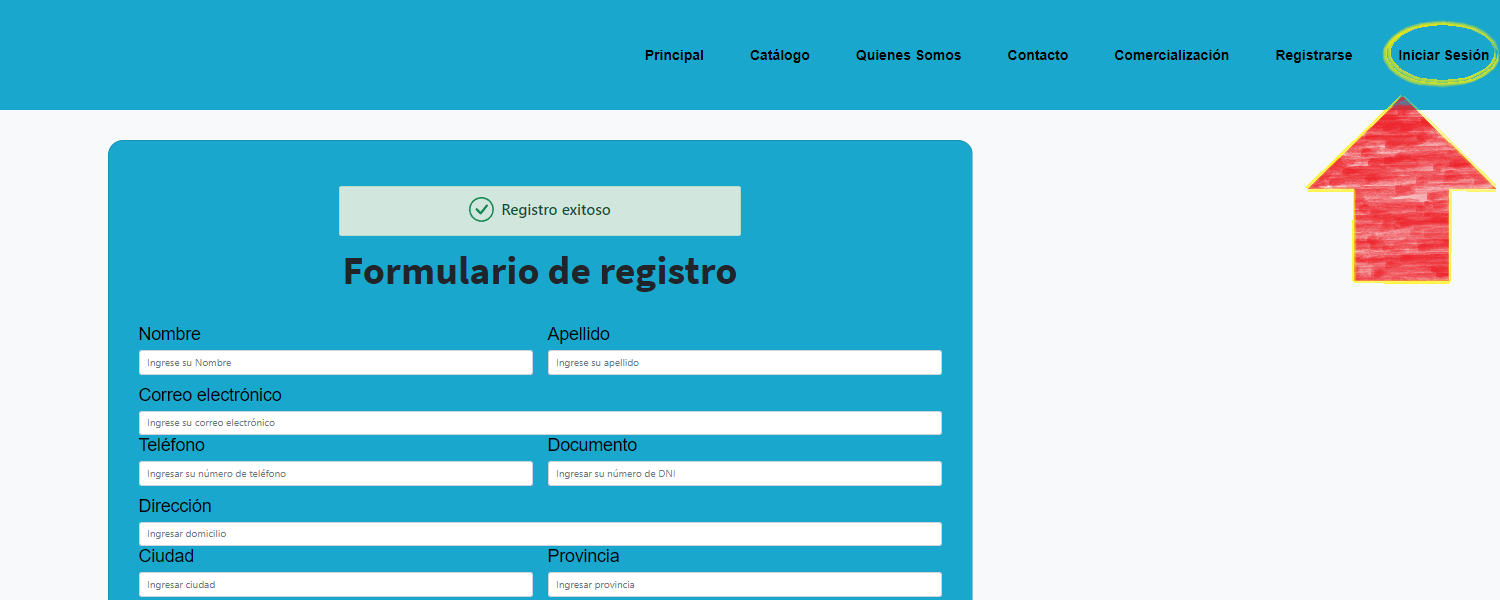 Principal Catálogo Quienes Somos Contacto Comercialización Registrarse Iniciar Sesión
Registro exitoso
Formulario de registro
Nombre Apellido
Ingrese su Nombre Ingrese su apellido
Correo electrónico
Ingrese su correo electrónico
Teléfono Documento
Ingresar su número de teléfono Ingresar su número de DNI
Dirección
Ingresar domicilio
Ciudad Provincia
Ingresar ciudad Ingresar provincia